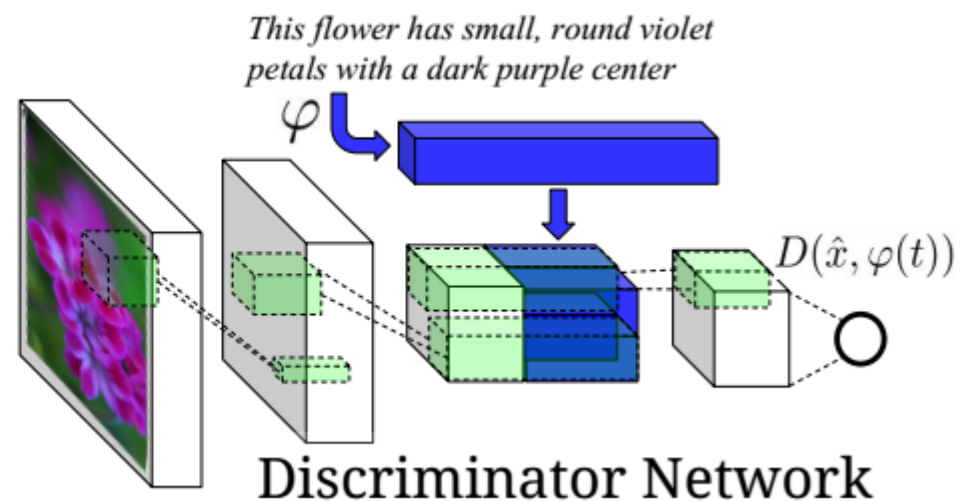 This flower has small, round violet
petals with a dark purple center
φ
D(x̂, φ(t))
Discriminator Network